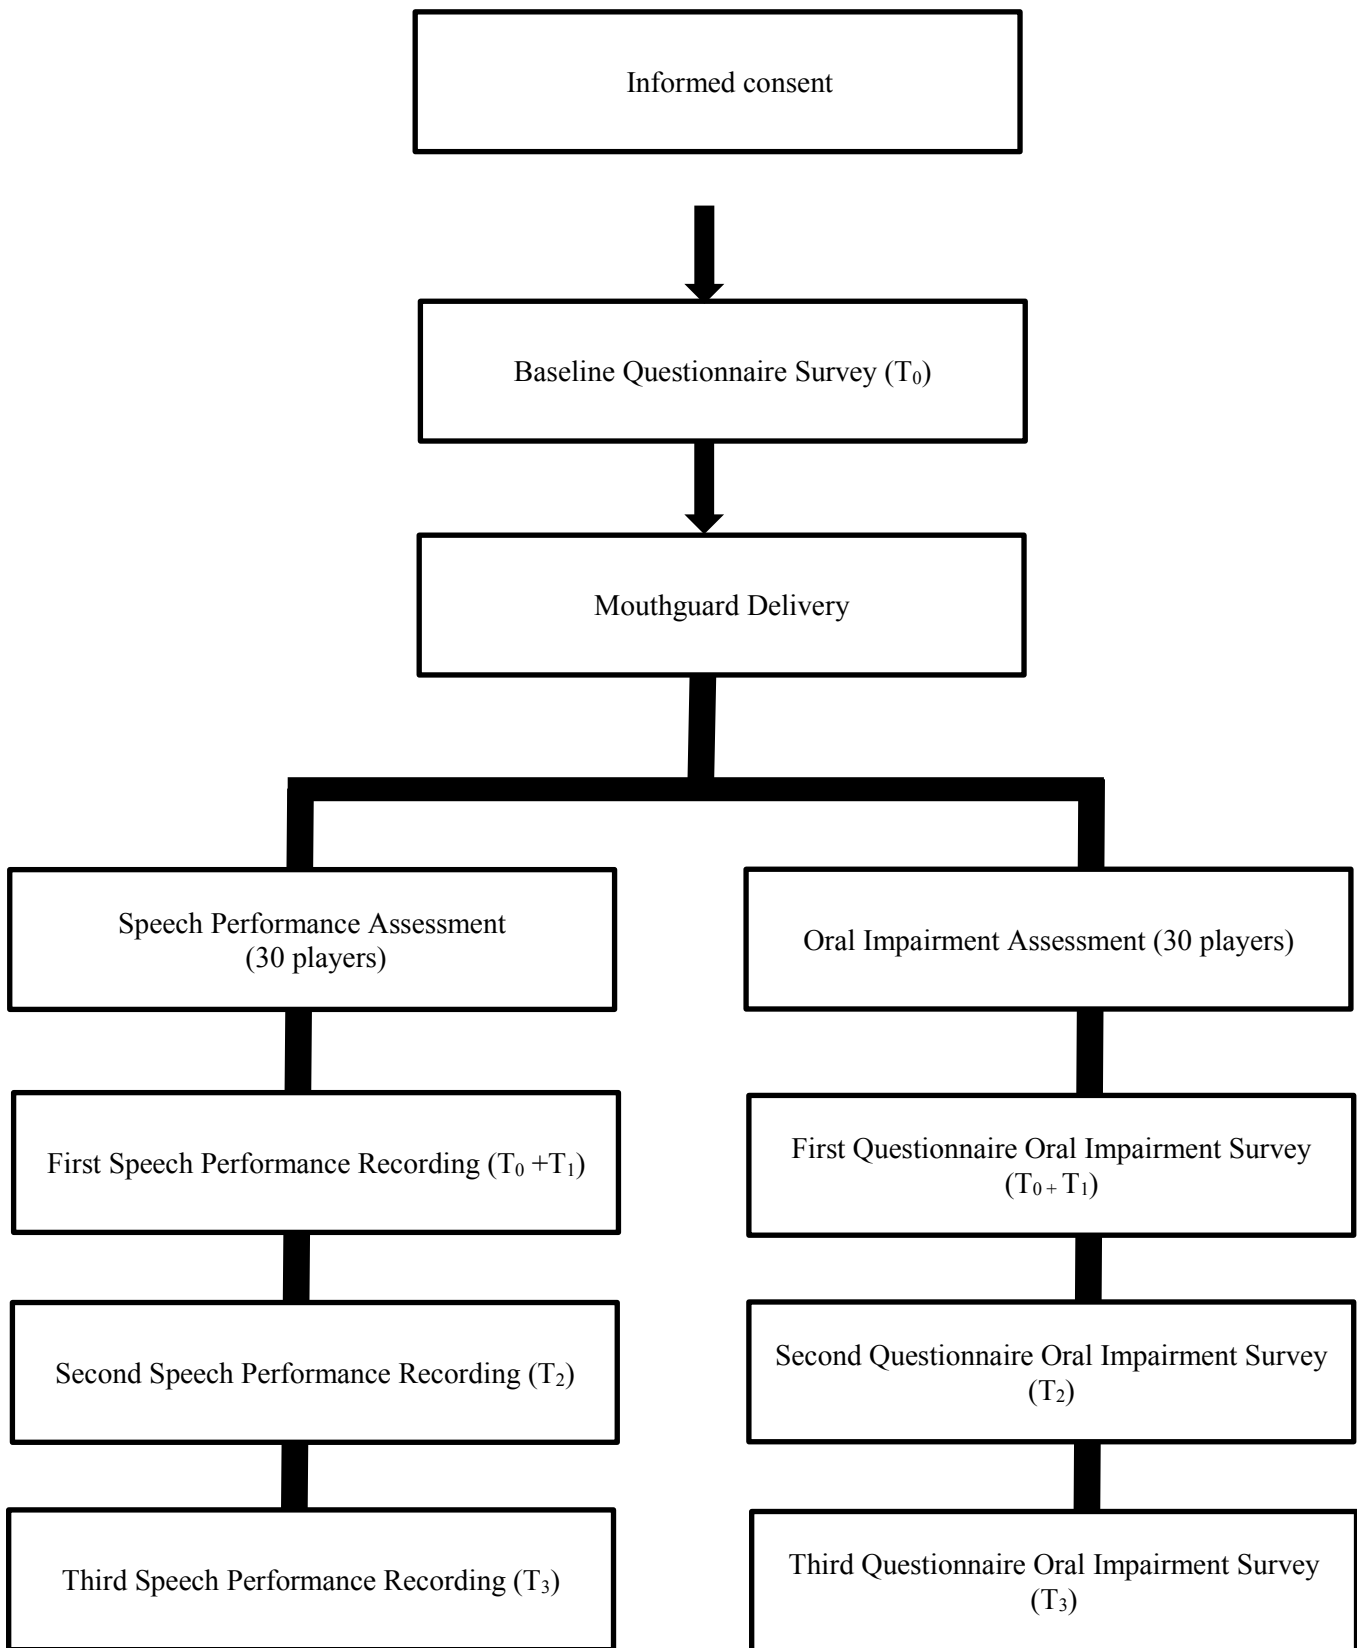 Informed consent
Baseline Questionnaire Survey (T₀)
Mouthguard Delivery
Speech Performance Assessment
(30 players)
Oral Impairment Assessment (30 players)
First Speech Performance Recording (T₀ +T₁)
First Questionnaire Oral Impairment Survey
(T₀ ₊ T₁)
Second Speech Performance Recording (T₂)
Second Questionnaire Oral Impairment Survey
(T₂)
Third Speech Performance Recording (T₃)
Third Questionnaire Oral Impairment Survey
(T₃)